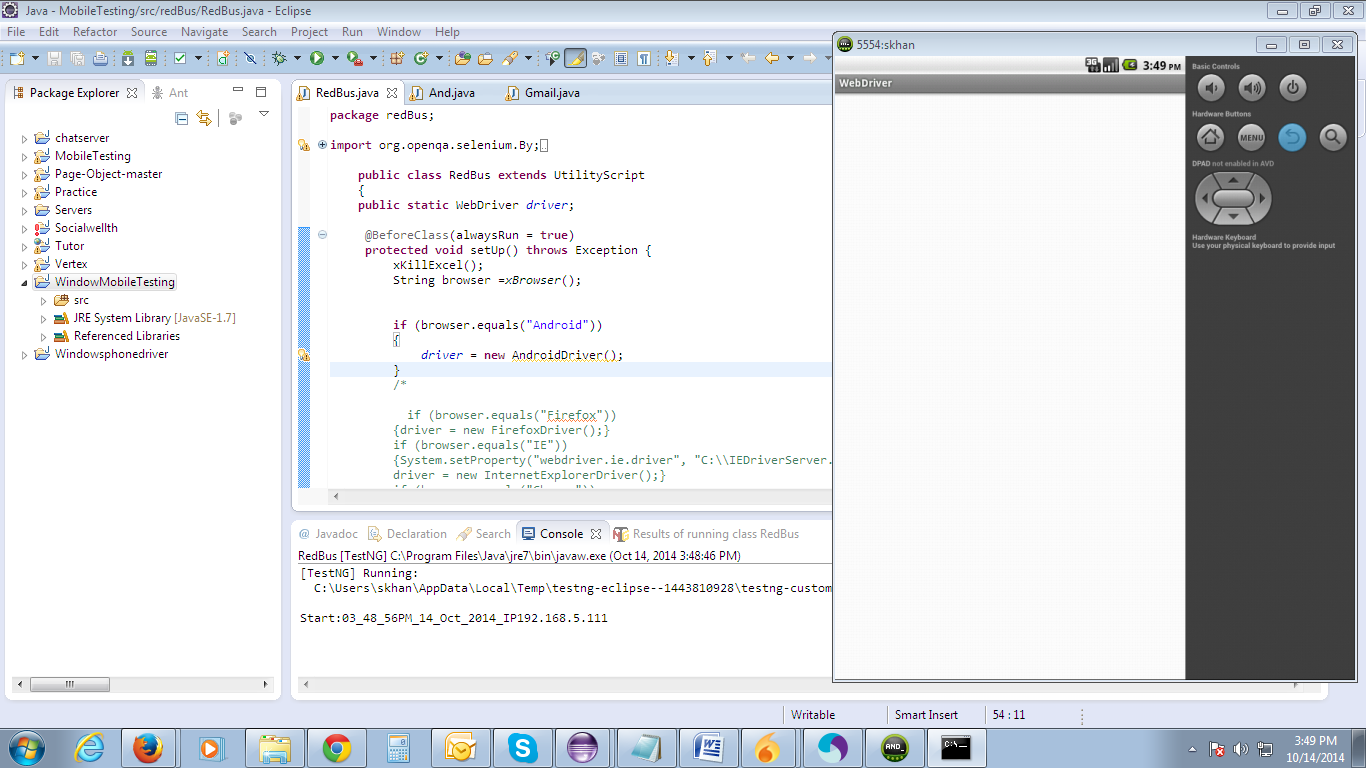 Java - MobileTesting/src/redBus/RedBus.java - Eclipse
File Edit Refactor Source Navigate Search Project Run Window Help
Package Explorer
Ant
chatserver
MobileTesting
Page-Object-master
Practice
Servers
Socialwellth
Tutor
Vertex
WindowMobileTesting
src
JRE System Library [JavaSE-1.7]
Referenced Libraries
Windowsphonedriver
RedBus.java And.java Gmail.java
package redBus;
import org.openqa.selenium.By;
public class RedBus extends UtilityScript
{
public static WebDriver driver;
@BeforeClass(alwaysRun = true)
protected void setUp() throws Exception {
xKillExcel();
String browser =xBrowser();
if (browser.equals("Android"))
{
driver = new AndroidDriver();
}
/*
if (browser.equals("Firefox"))
{driver = new FirefoxDriver();}
if (browser.equals("IE"))
{System.setProperty("webdriver.ie.driver", "C:\\IEDriverServer.
driver = new InternetExplorerDriver();}
@ Javadoc Declaration Search Console Results of running class RedBus
RedBus [TestNG] C:\Program Files\Java\jre7\bin\javaw.exe (Oct 14, 2014 3:48:46 PM)
[TestNG] Running:
C:\Users\skhan\AppData\Local\Temp\testng-eclipse--1443810928\testng-custom
Start:03_48_56PM_14_Oct_2014_IP192.168.5.111
Writable Smart Insert 54 : 11
5554:skhan
3G 3:49 PM
WebDriver
Basic Controls
Hardware Buttons
MENU
DPAD not enabled in AVD
Hardware Keyboard
Use your physical keyboard to provide input
3:49 PM
10/14/2014